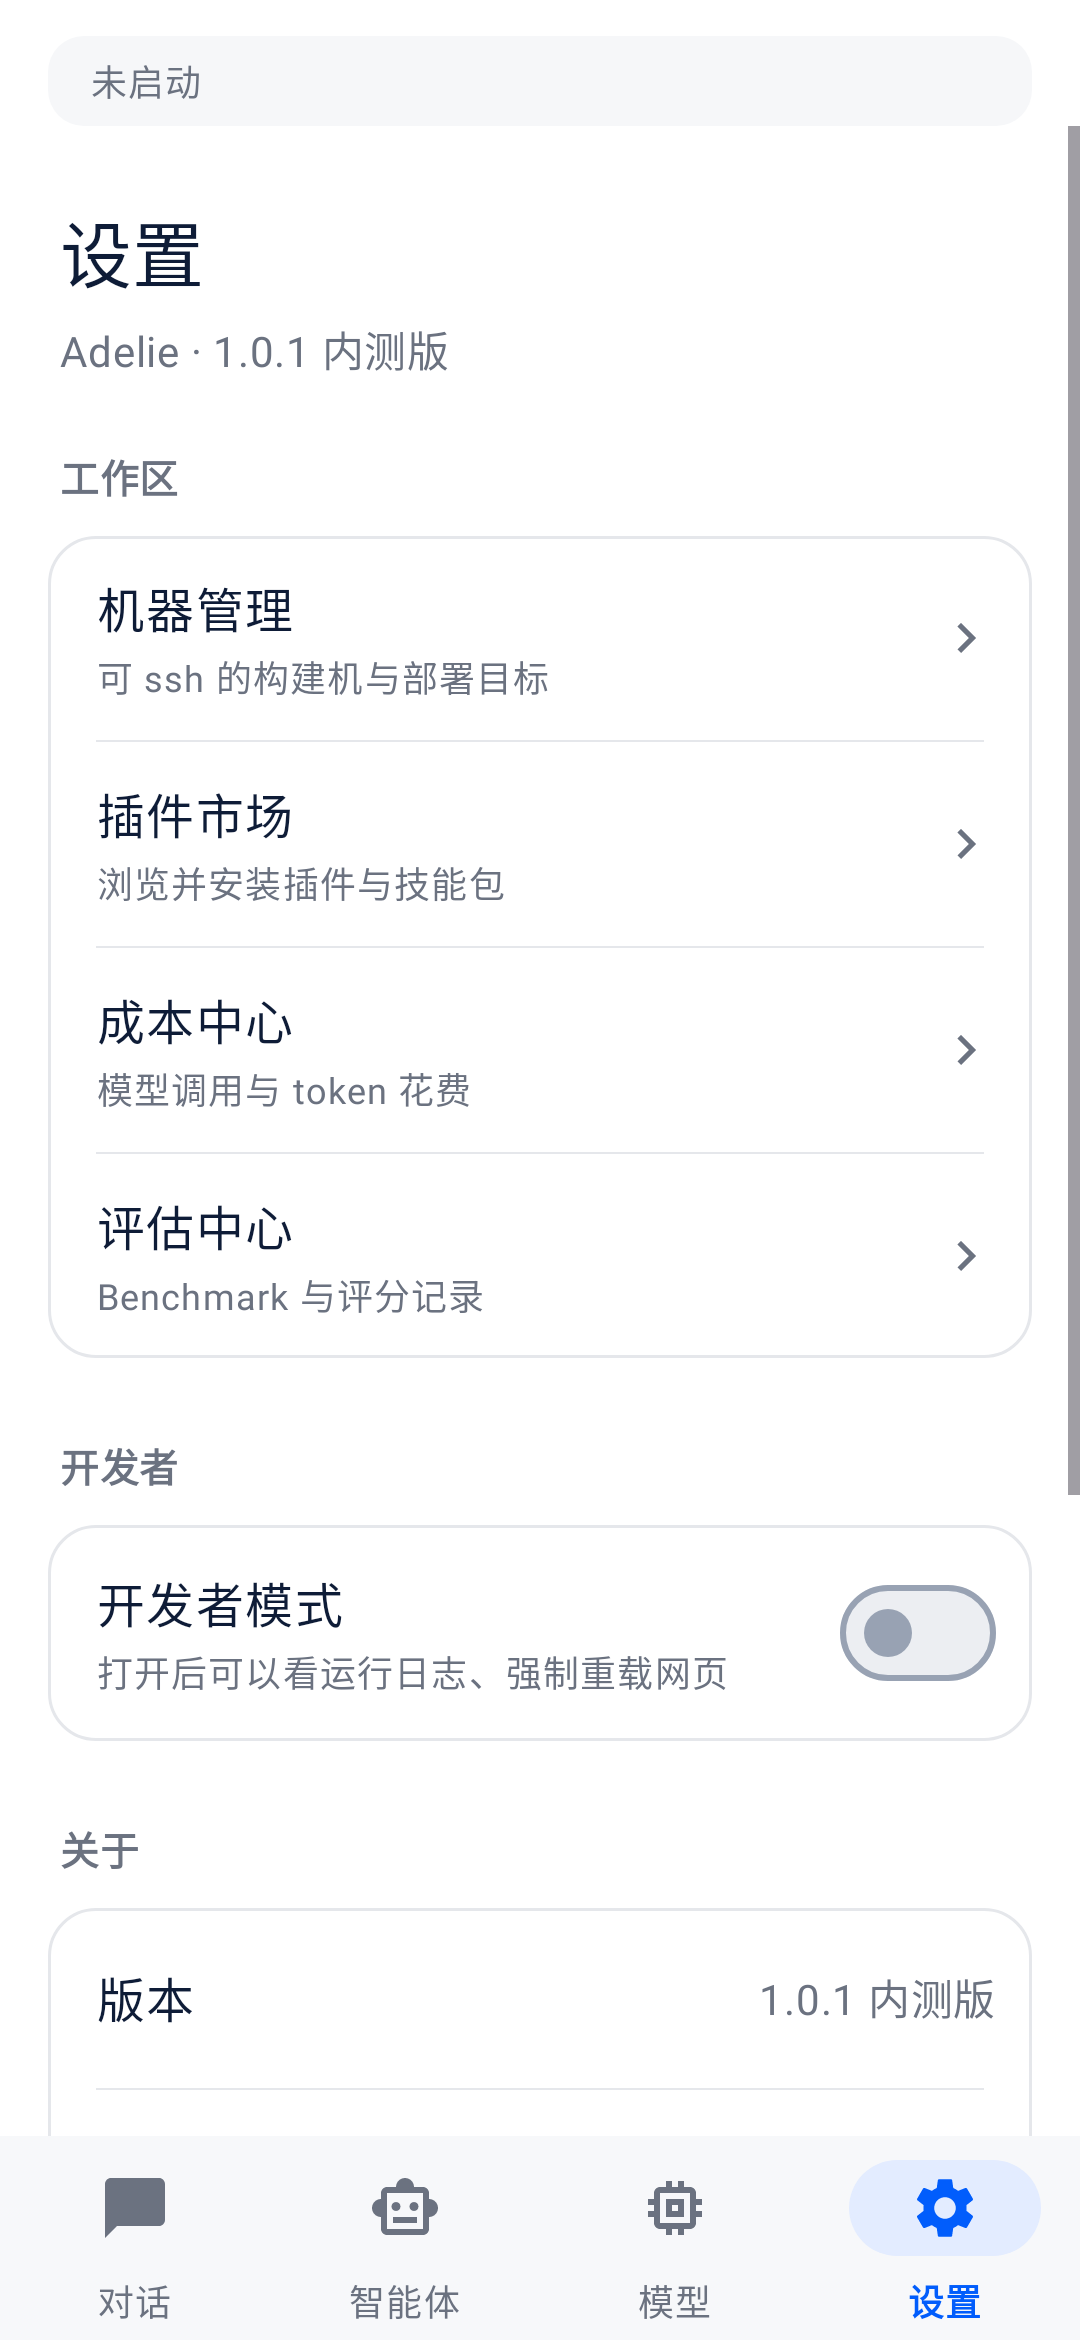 未启动
设置
Adelie · 1.0.1 内测版
工作区
机器管理
可 ssh 的构建机与部署目标
插件市场
浏览并安装插件与技能包
成本中心
模型调用与 token 花费
评估中心
Benchmark 与评分记录
开发者
开发者模式
打开后可以看运行日志、强制重载网页
关于
版本
1.0.1 内测版
对话
智能体
模型
设置